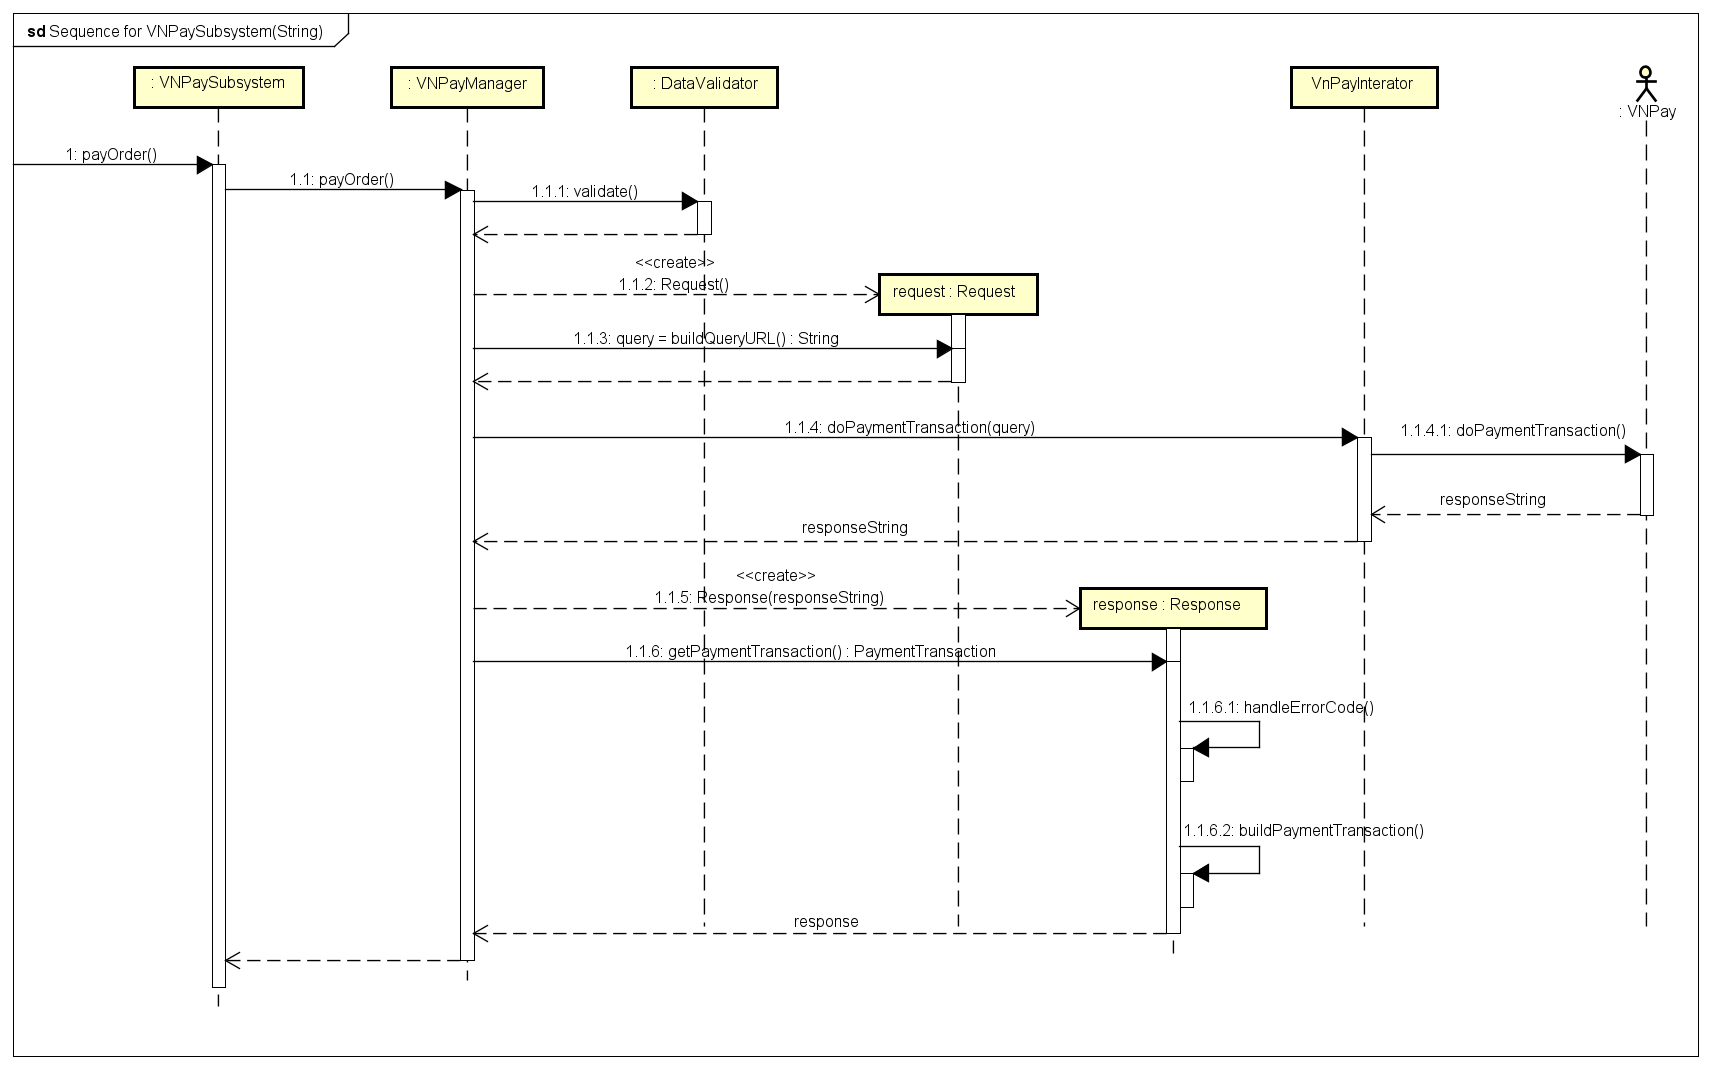 sd Sequence for VNPaySubsystem(String)
: VNPaySubsystem
: VNPayManager
: DataValidator
VnPayInterator
: VNPay
1: payOrder()
1.1: payOrder()
1.1.1: validate()
<<create>>
1.1.2: Request()
request : Request
1.1.3: query = buildQueryURL() : String
1.1.4: doPaymentTransaction(query)
1.1.4.1: doPaymentTransaction()
responseString
responseString
<<create>>
1.1.5: Response(responseString)
response : Response
1.1.6: getPaymentTransaction() : PaymentTransaction
1.1.6.1: handleErrorCode()
1.1.6.2: buildPaymentTransaction()
response